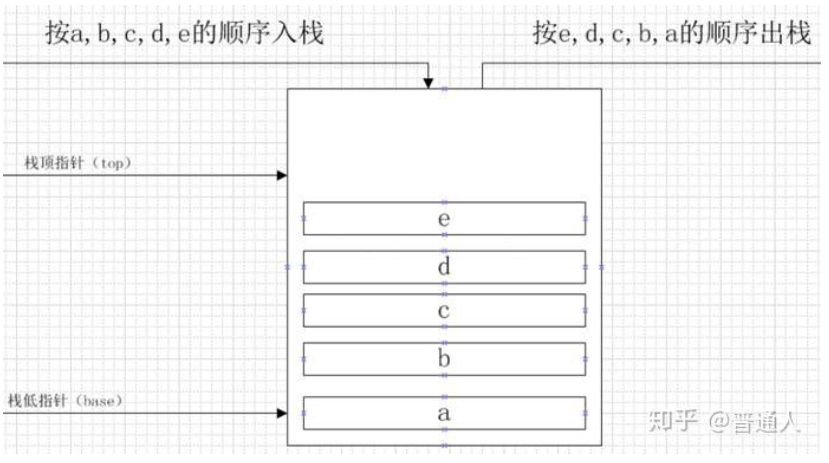 按a,b,c,d,e的顺序入栈
按e,d,c,b,a的顺序出栈
栈顶指针（top）
e
d
c
b
栈低指针（base）
a
知乎 @普通人